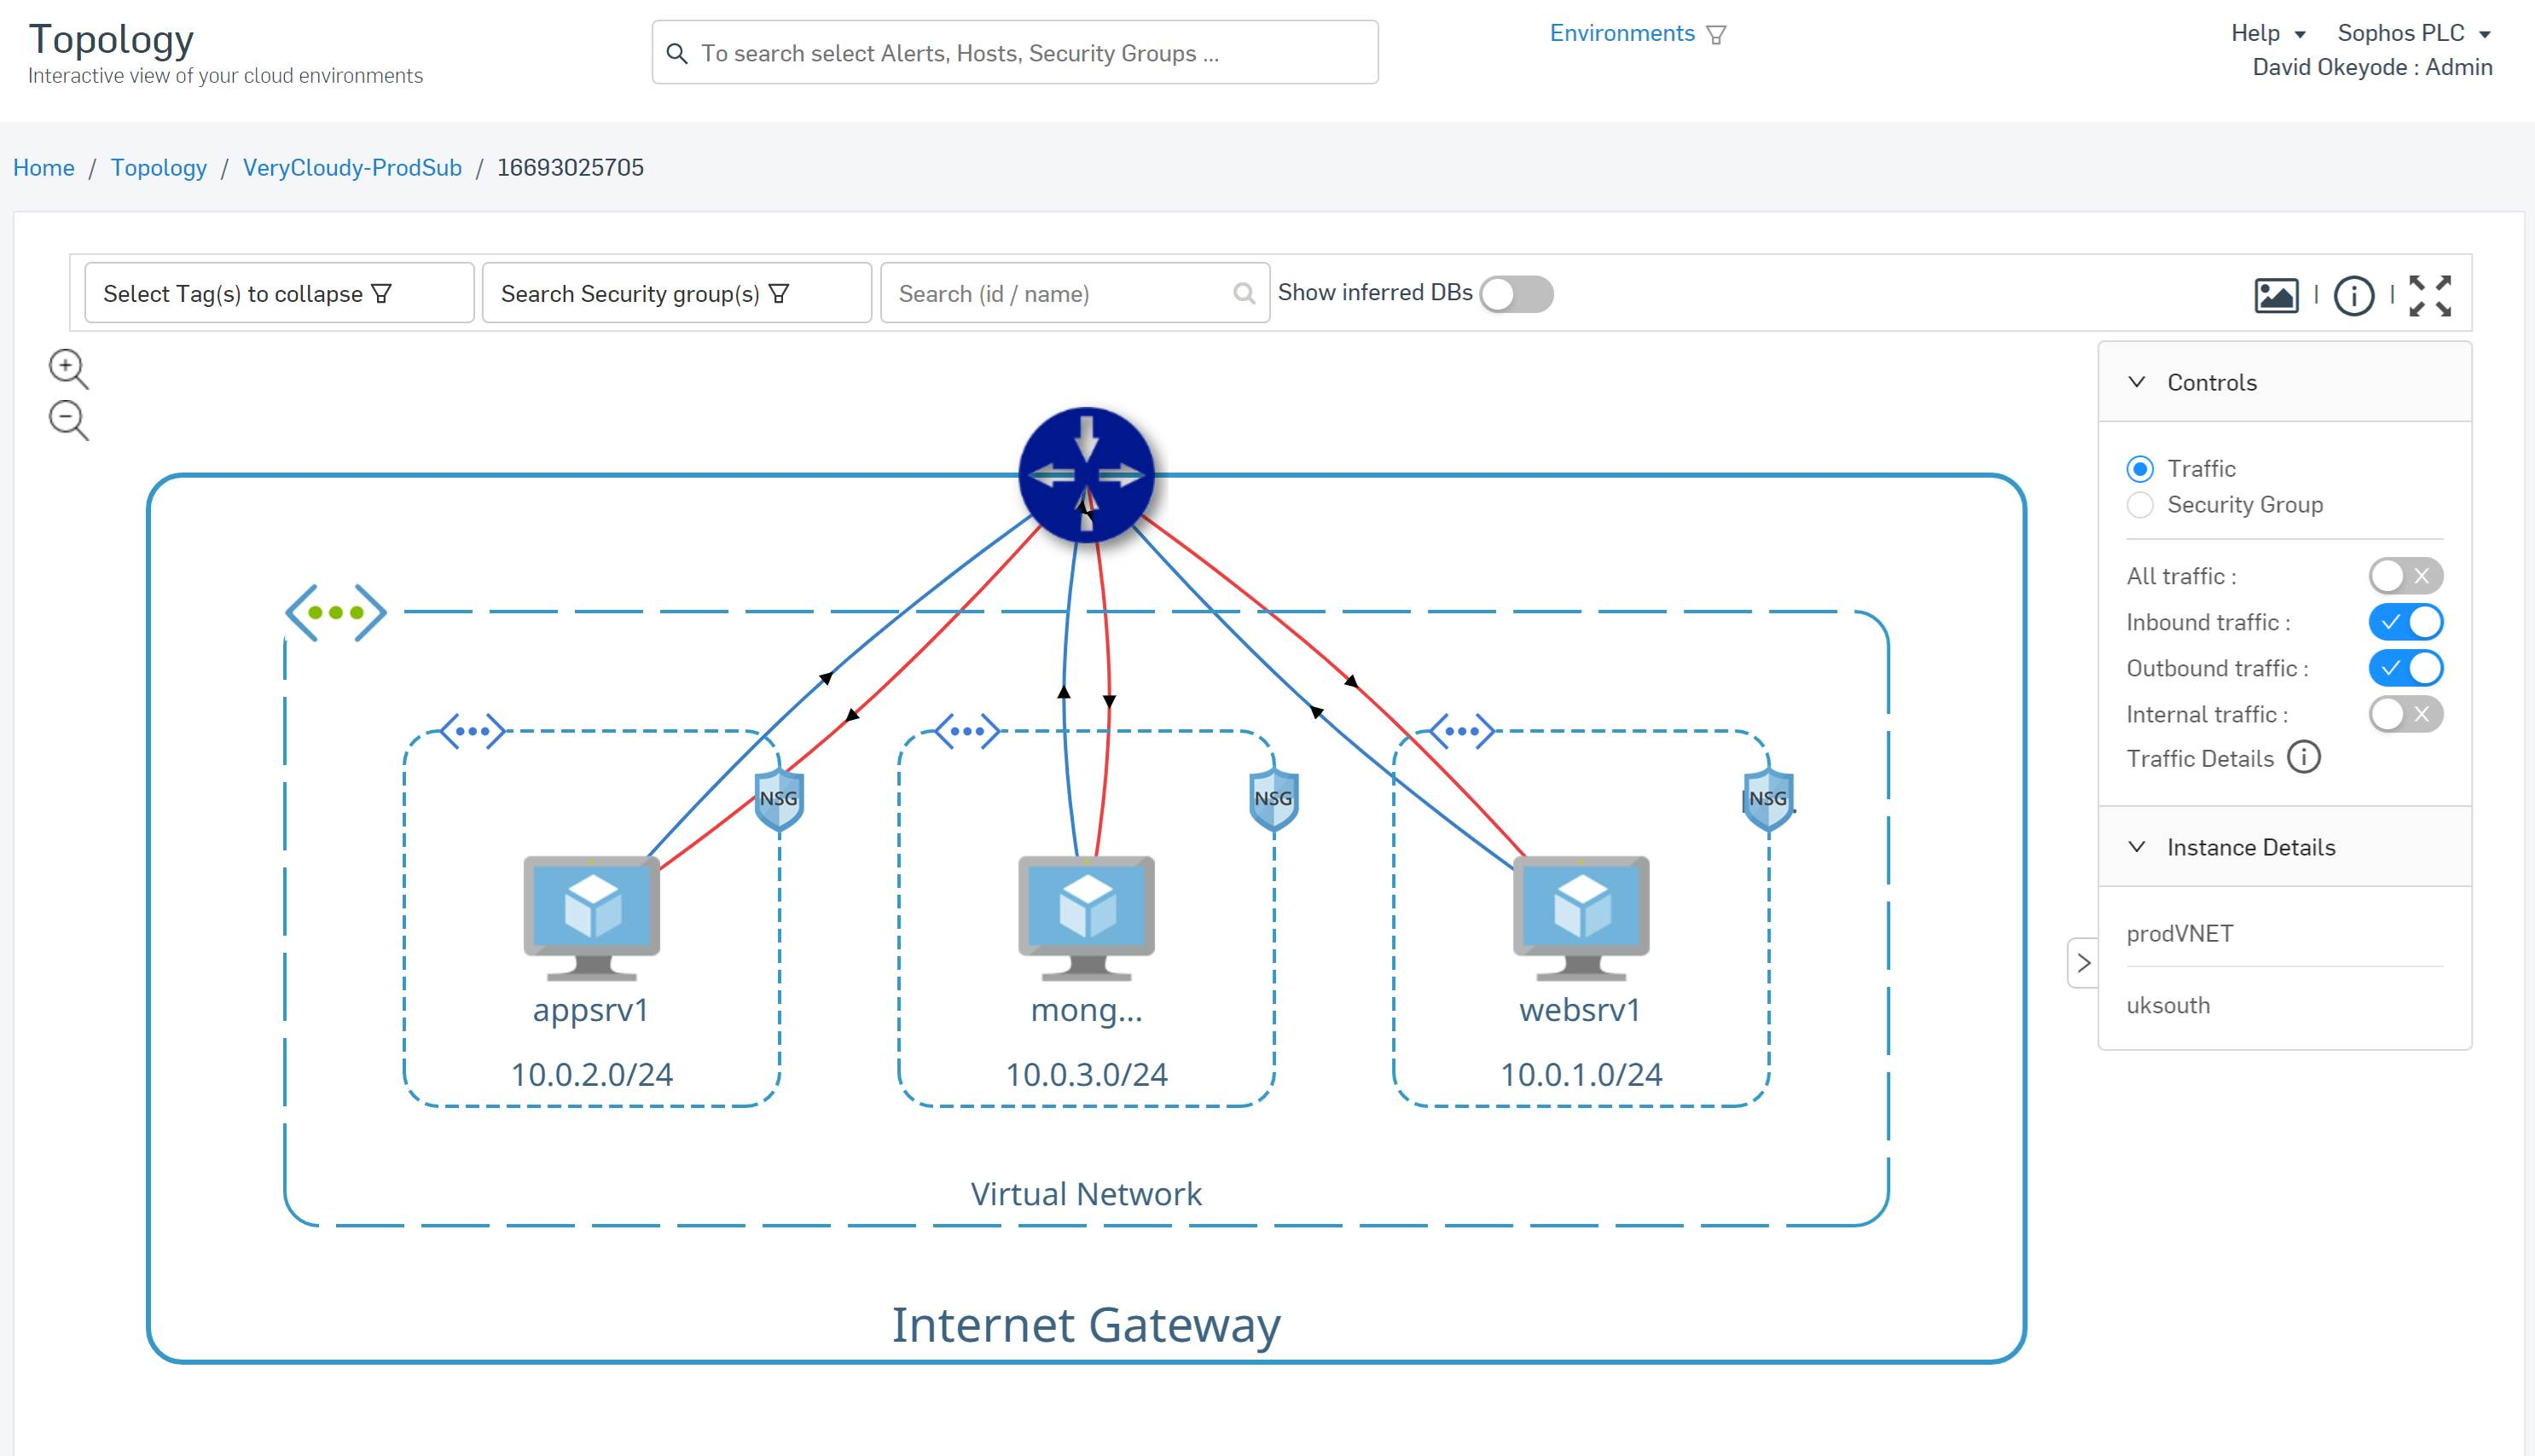 Topology
Interactive view of your cloud environments
To search select Alerts, Hosts, Security Groups ...
Environments
Help
Sophos PLC
David Okeyode : Admin
Home / Topology / VeryCloudy-ProdSub / 16693025705
Select Tag(s) to collapse
Search Security group(s)
Search (id / name)
Show inferred DBs
Controls
Traffic
Security Group
All traffic :
Inbound traffic :
Outbound traffic :
Internal traffic :
Traffic Details
Instance Details
prodVNET
uksouth
NSG
NSG
NSG
appsrv1
mong...
websrv1
10.0.2.0/24
10.0.3.0/24
10.0.1.0/24
Virtual Network
Internet Gateway